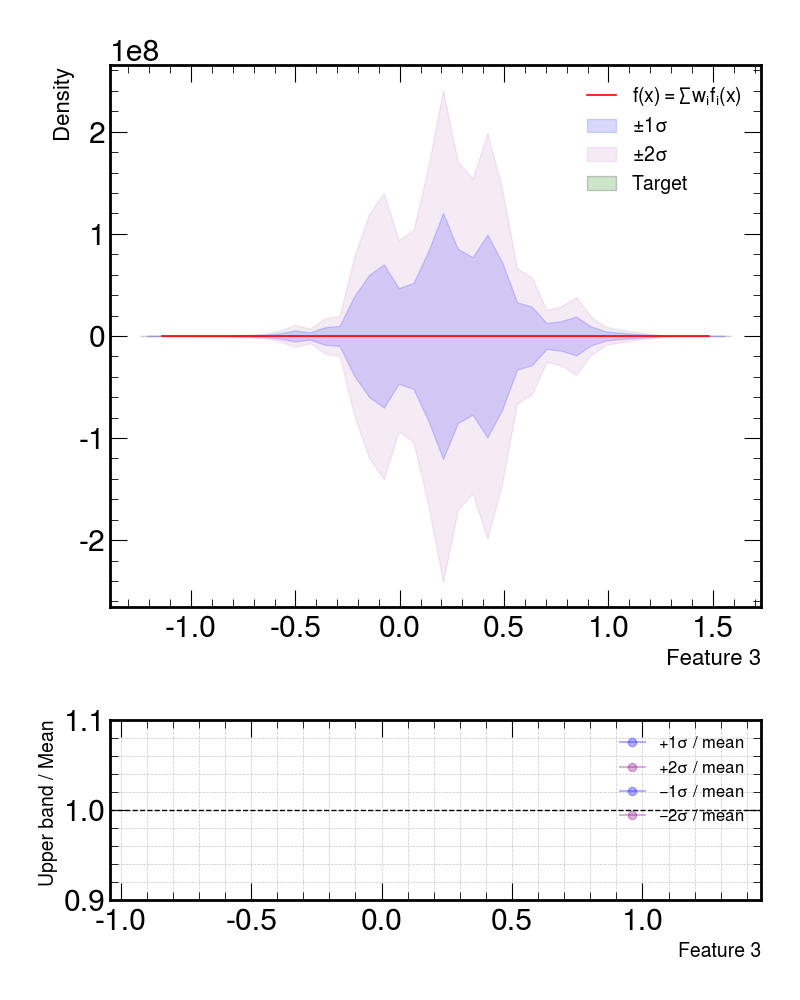 1e8
Density
f(x) = ∑wᵢfᵢ(x)
±1σ
±2σ
Target
2
1
0
-1
-2
-1.0 -0.5 0.0 0.5 1.0 1.5
Feature 3
Upper band / Mean
1.1
1.0
0.9
+1σ / mean
+2σ / mean
−1σ / mean
−2σ / mean
-1.0 -0.5 0.0 0.5 1.0
Feature 3